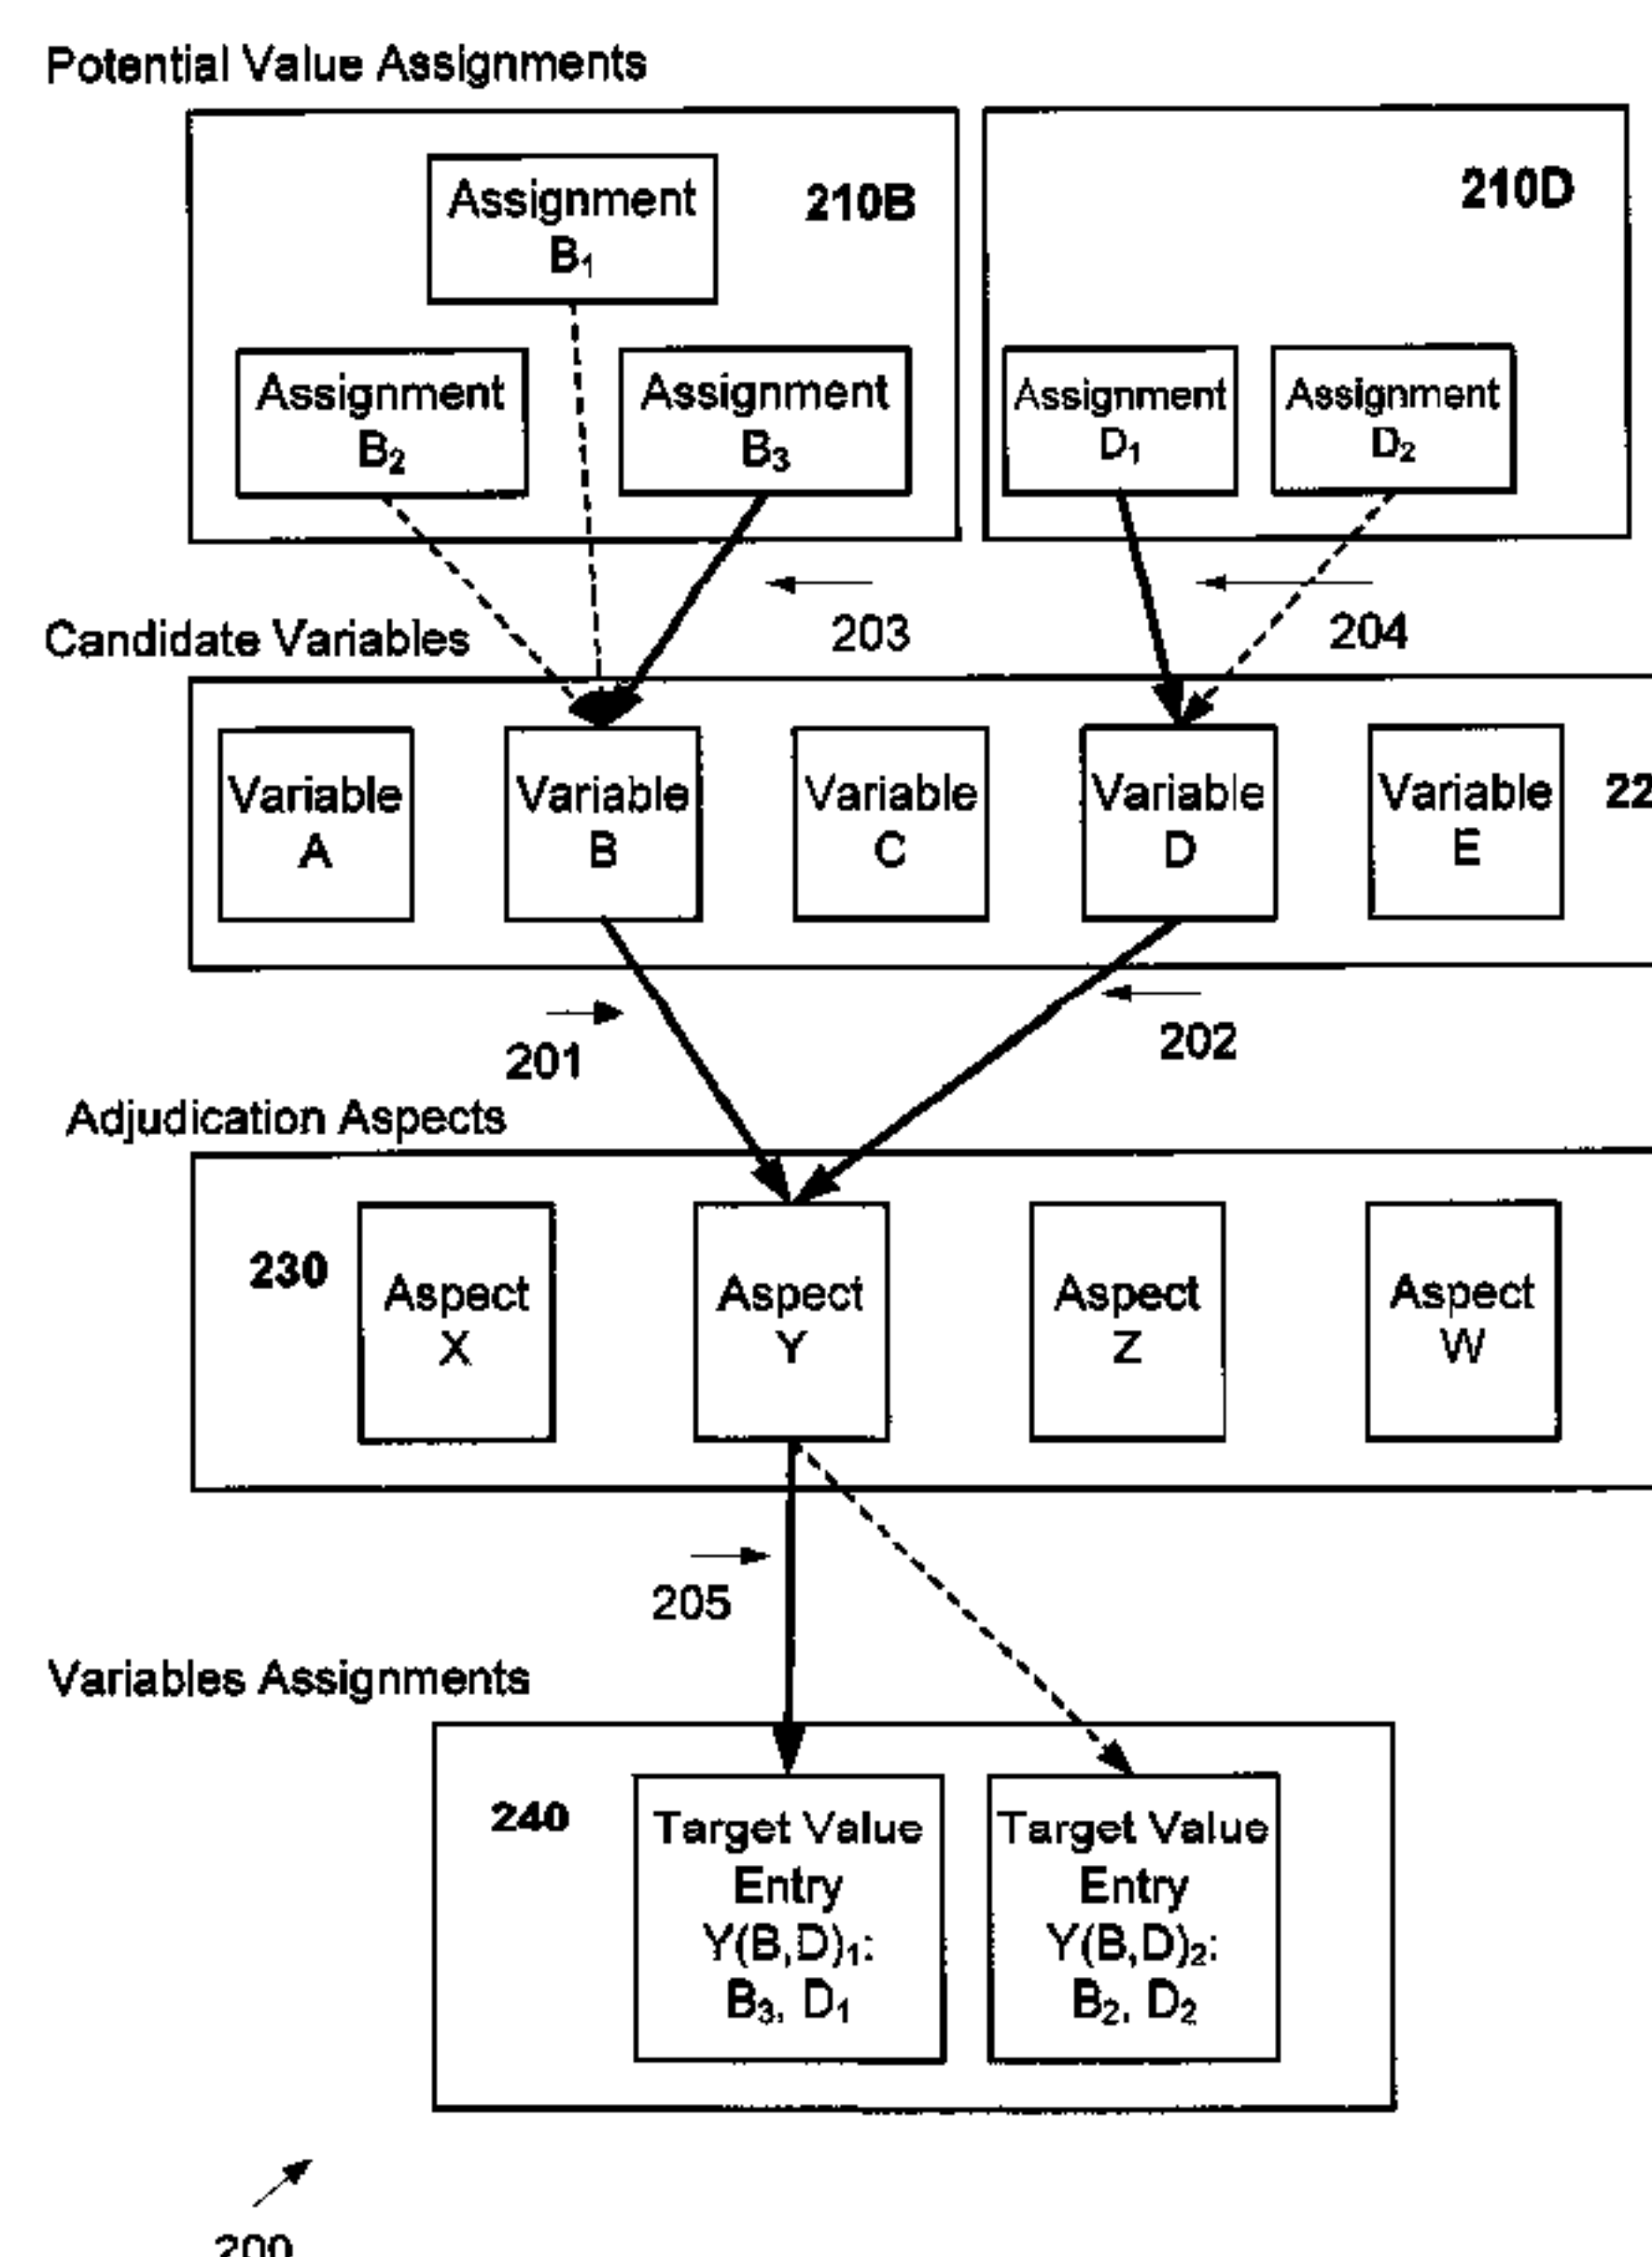 Potential Value Assignments
Assignment
B₁
210B
210D
Assignment
B₂
Assignment
B₃
Assignment
D₁
Assignment
D₂
203
204
Candidate Variables
Variable
A
Variable
B
Variable
C
Variable
D
Variable
E
22
201
202
Adjudication Aspects
230
Aspect
X
Aspect
Y
Aspect
Z
Aspect
W
205
Variables Assignments
240
Target Value
Entry
Y(B,D)₁:
B₃, D₁
Target Value
Entry
Y(B,D)₂:
B₂, D₂
200